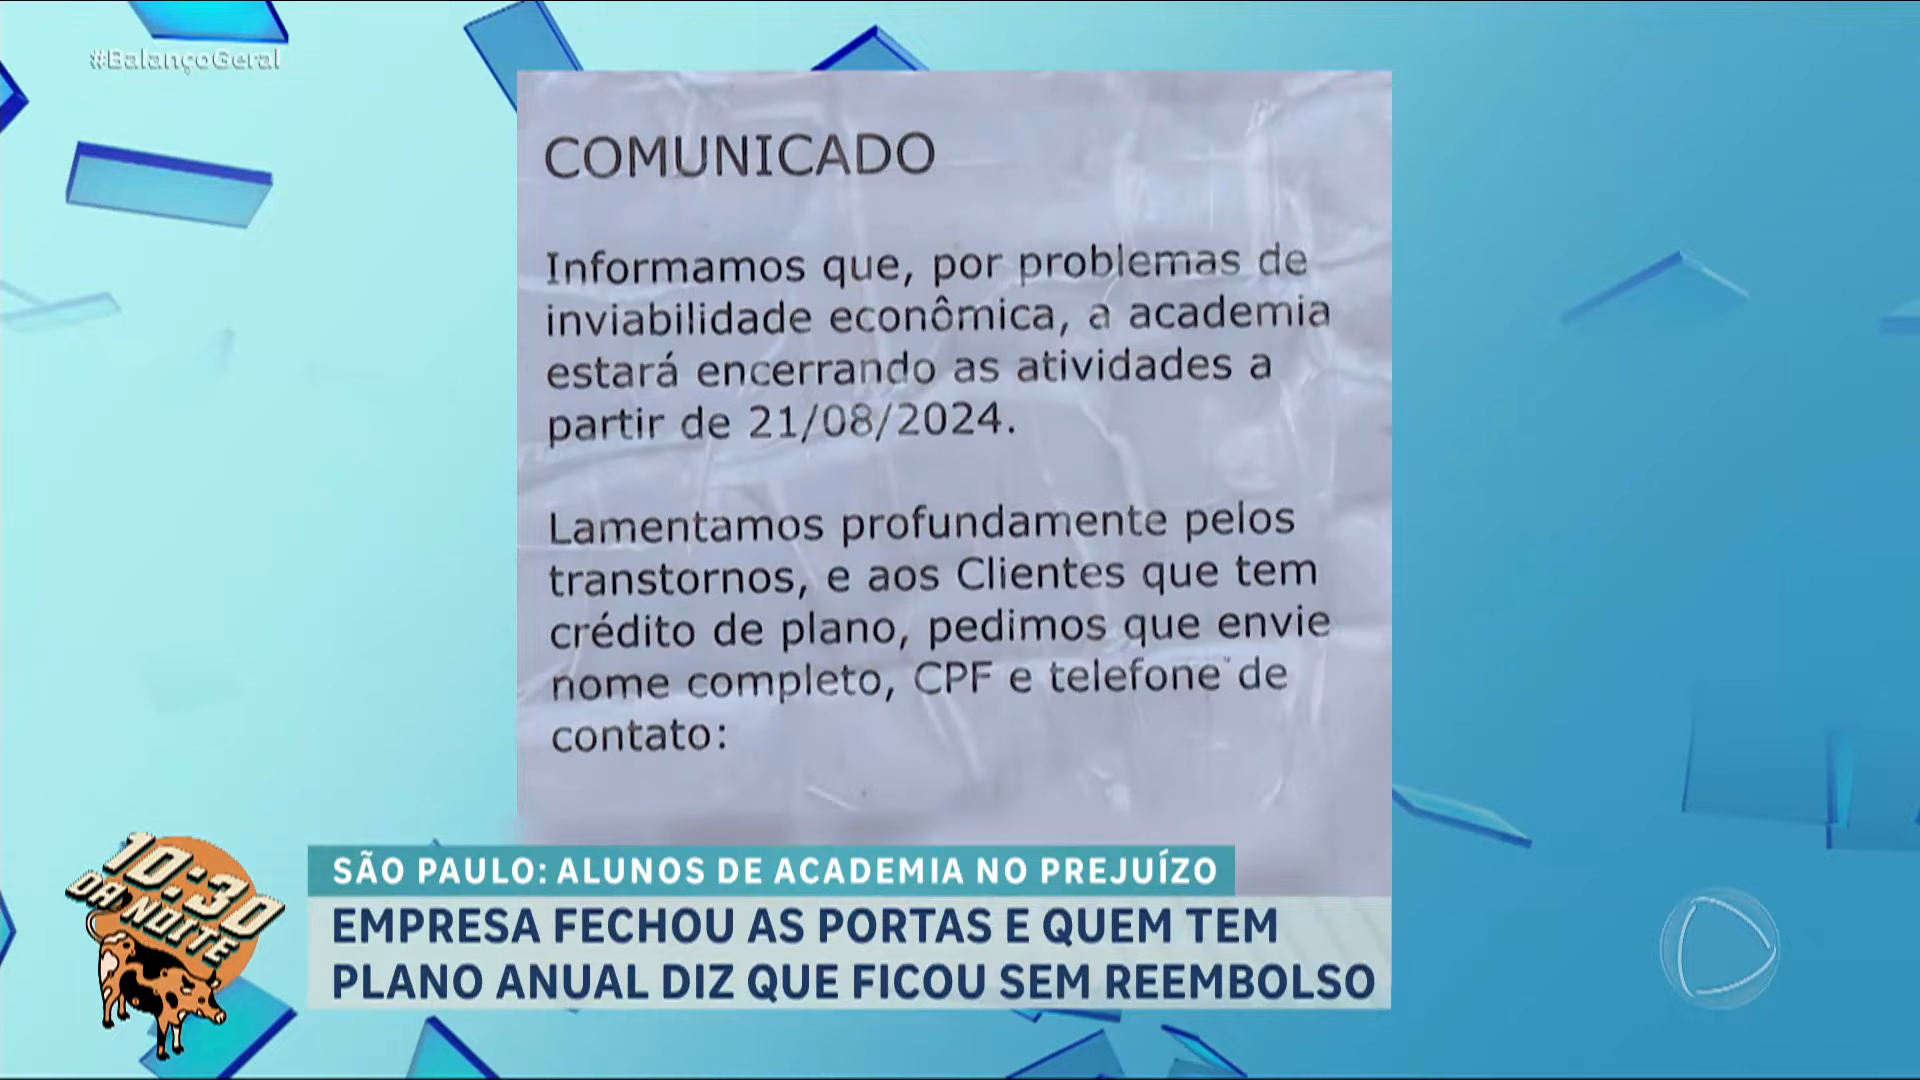 #BalançoGeral
COMUNICADO
Informamos que, por problemas de
inviabilidade econômica, a academia
estará encerrando as atividades a
partir de 21/08/2024.
Lamentamos profundamente pelos
transtornos, e aos Clientes que tem
crédito de plano, pedimos que envie
nome completo, CPF e telefone de
contato:
10:30
DA NOITE
SÃO PAULO: ALUNOS DE ACADEMIA NO PREJUÍZO
EMPRESA FECHOU AS PORTAS E QUEM TEM
PLANO ANUAL DIZ QUE FICOU SEM REEMBOLSO